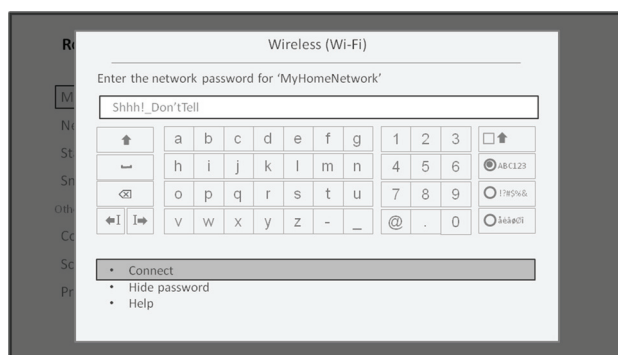 Wireless (Wi-Fi)
Enter the network password for ‘MyHomeNetwork’
Shhh!_Don’tTell
a b c d e f g 1 2 3
h i j k l m n 4 5 6 ABC123
o p q r s t u 7 8 9 !?#$%&
I I v w x y z - _ @ . 0
• Connect
• Hide password
• Help